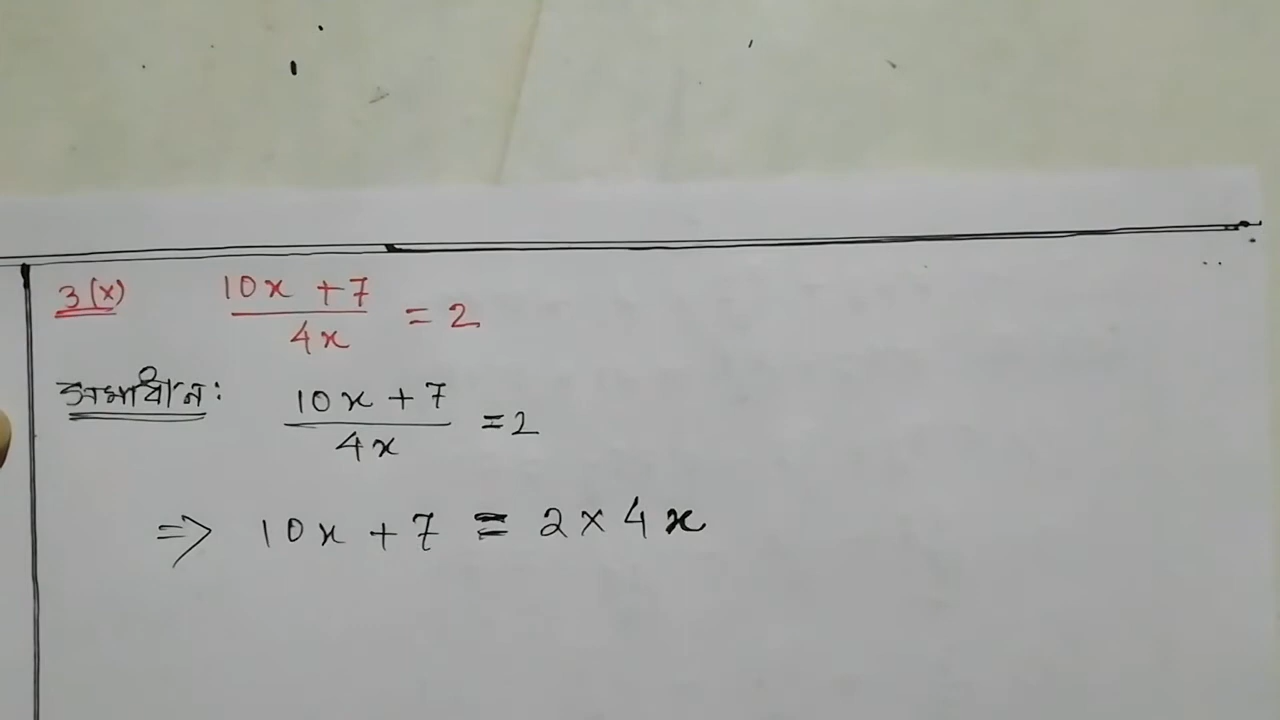 3(x) 10x + 7 / 4x = 2
সমাধান: 10x + 7 / 4x = 2
=> 10x + 7 = 2 × 4x